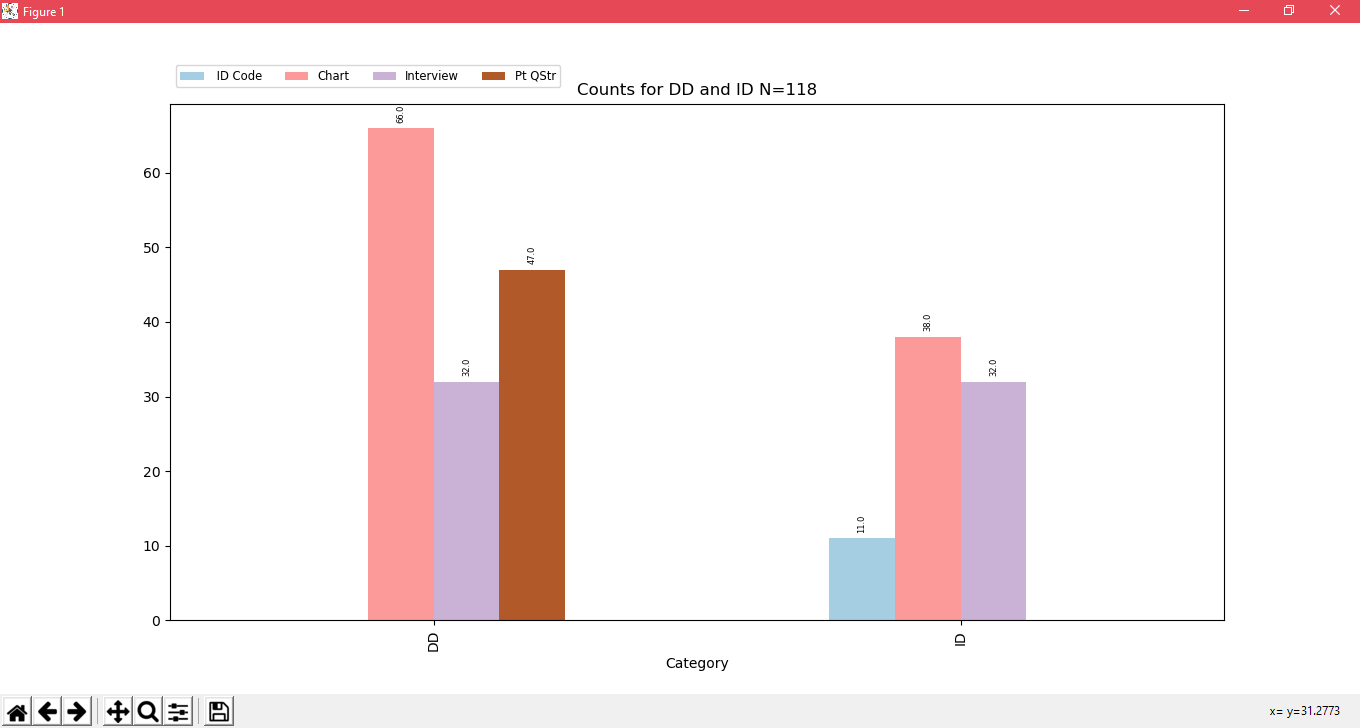 Figure 1
ID Code Chart Interview Pt QStr
Counts for DD and ID N=118
66.0
60
50
47.0
40
38.0
32.0
32.0
30
20
11.0
10
0
DD
ID
Category
x= y=31.2773